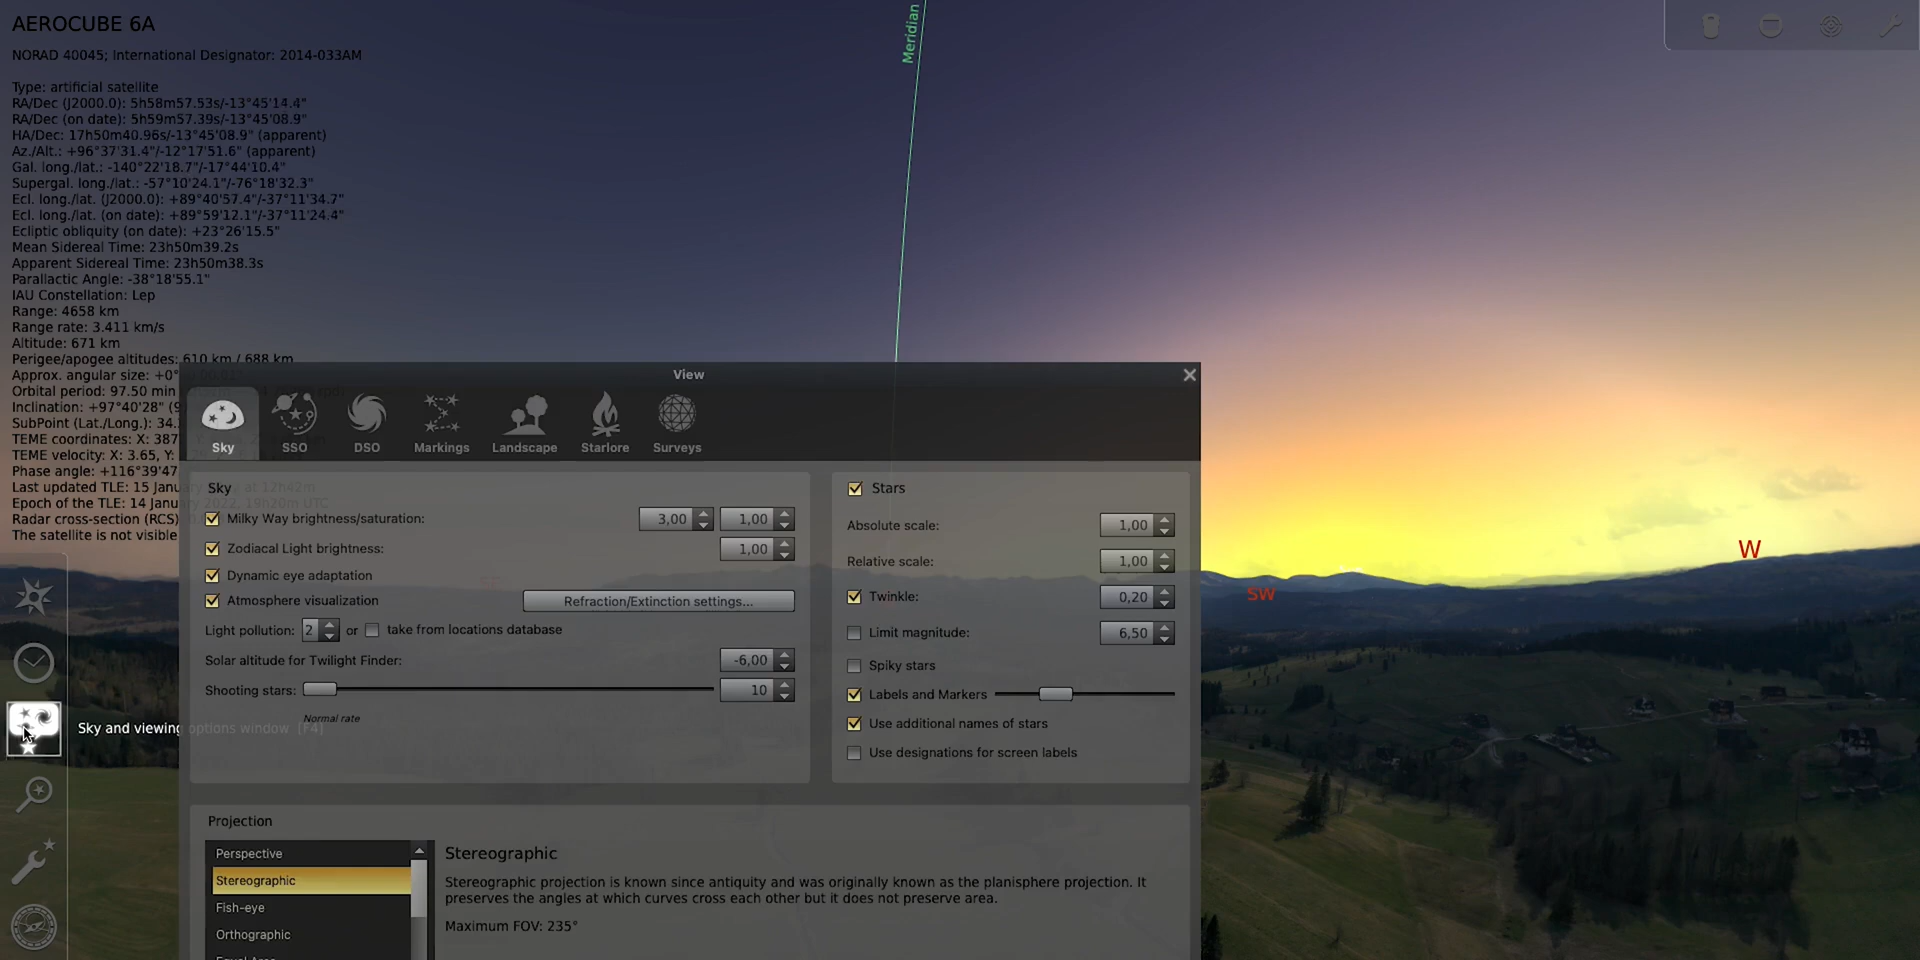 AEROCUBE 6A
NORAD 40045; International Designator: 2014-033AM
Type: artificial satellite
RA/Dec (J2000.0): 5h58m57.53s/-13°45'14.4"
RA/Dec (on date): 5h59m57.39s/-13°45'08.9"
HA/Dec: 17h50m40.96s/-13°45'08.9" (apparent)
Az./Alt.: +96°37'31.4"/-12°17'51.6" (apparent)
Gal. long./lat.: -140°22'18.7"/-17°44'10.4"
Supergal. long./lat.: -57°10'24.1"/-76°18'32.3"
Ecl. long./lat. (J2000.0): +89°40'57.4"/-37°11'34.7"
Ecl. long./lat. (on date): +89°59'12.1"/-37°11'24.4"
Ecliptic obliquity (on date): +23°26'15.5"
Mean Sidereal Time: 23h50m39.2s
Apparent Sidereal Time: 23h50m38.3s
Parallactic Angle: -38°18'55.1"
IAU Constellation: Lep
Range: 4658 km
Range rate: 3.411 km/s
Altitude: 671 km
Perigee/apogee altitudes: 610 km / 688 km
Approx. angular size: +0°
Orbital period: 97.50 min
Inclination: +97°40'28" (9
SubPoint (Lat./Long.): 34.
TEME coordinates: X: 387
TEME velocity: X: 3.65, Y:
Phase angle: +116°39'47
Last updated TLE: 15 January at 12h42m
Epoch of the TLE: 14 January 2022, 19h20m UTC
Radar cross-section (RCS)
The satellite is not visible
Meridian
View
Sky
SSO
DSO
Markings
Landscape
Starlore
Surveys
Sky
Milky Way brightness/saturation: 3,00 1,00
Zodiacal Light brightness: 1,00
Dynamic eye adaptation
Atmosphere visualization Refraction/Extinction settings...
Light pollution: 2 or take from locations database
Solar altitude for Twilight Finder: -6,00
Shooting stars: 10
Normal rate
Stars
Absolute scale: 1,00
Relative scale: 1,00
Twinkle: 0,20
Limit magnitude: 6,50
Spiky stars
Labels and Markers
Use additional names of stars
Use designations for screen labels
Sky and viewing options window [F4]
Projection
Perspective
Stereographic
Fish-eye
Orthographic
Equal Area
Stereographic
Stereographic projection is known since antiquity and was originally known as the planisphere projection. It
preserves the angles at which curves cross each other but it does not preserve area.
Maximum FOV: 235°
SE
SW
W